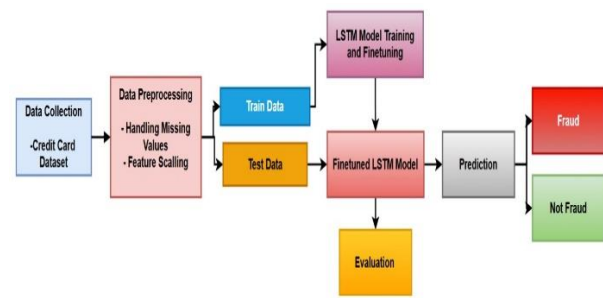 Data Collection
-Credit Card
Dataset
Data Preprocessing
- Handling Missing
Values
- Feature Scalling
Train Data
Test Data
LSTM Model Training
and Finetuning
Finetuned LSTM Model
Evaluation
Prediction
Fraud
Not Fraud